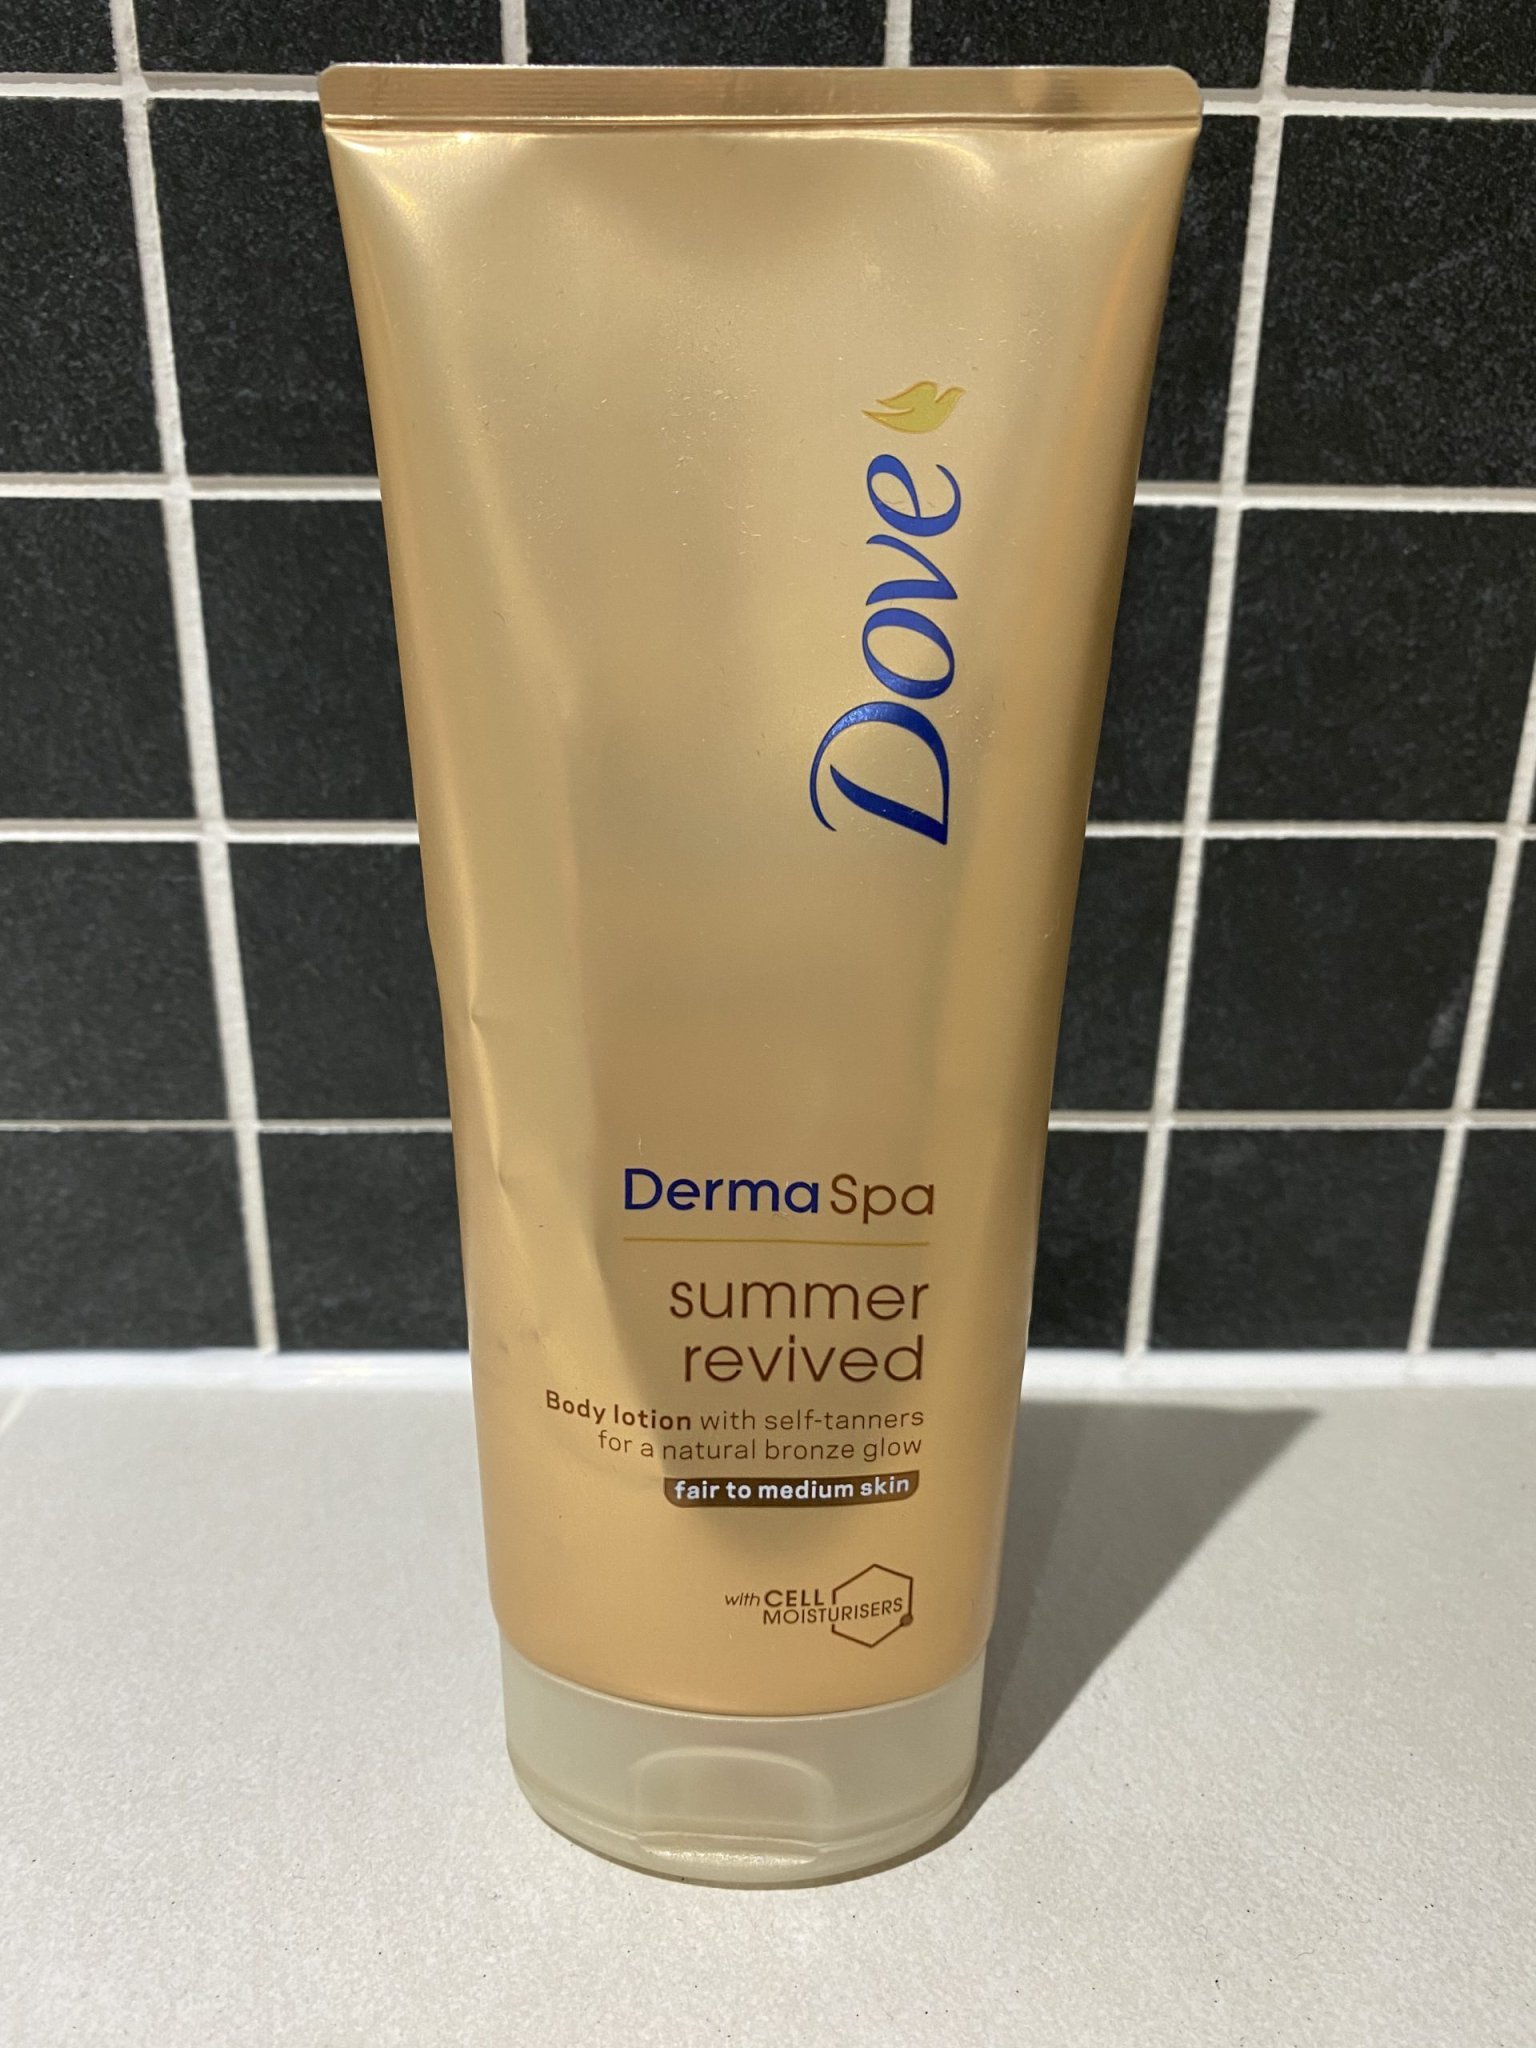 Dove
DermaSpa
summer
revived
Body lotion with self-tanners
for a natural bronze glow
fair to medium skin
with CELL
MOISTURISERS